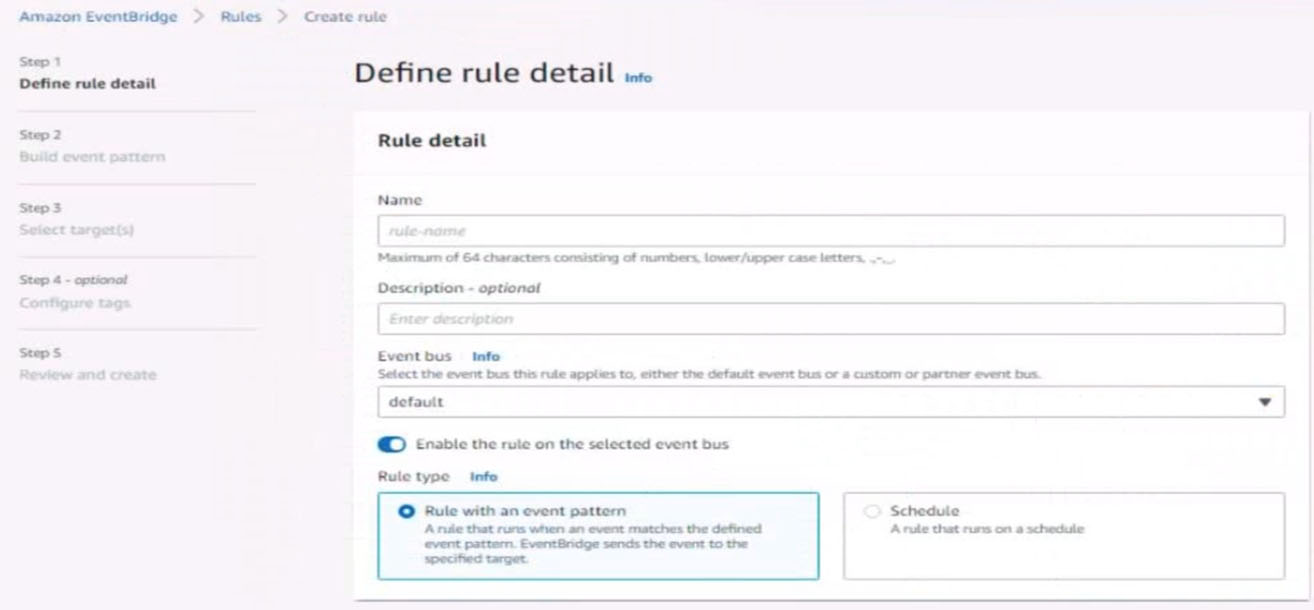 Amazon EventBridge > Rules > Create rule
Step 1
Define rule detail
Step 2
Build event pattern
Step 3
Select target(s)
Step 4 - optional
Configure tags
Step 5
Review and create
Define rule detail Info
Rule detail
Name
rule-name
Maximum of 64 characters consisting of numbers, lower/upper case letters, .,-,_.
Description - optional
Enter description
Event bus Info
Select the event bus this rule applies to, either the default event bus or a custom or partner event bus.
default
Enable the rule on the selected event bus
Rule type Info
Rule with an event pattern
A rule that runs when an event matches the defined
event pattern. EventBridge sends the event to the
specified target.
Schedule
A rule that runs on a schedule